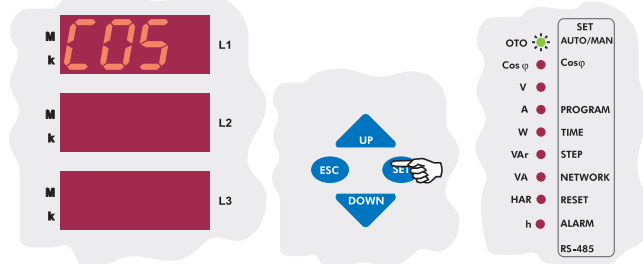 M
k
COS
L1
M
k
L2
M
k
L3
UP
ESC
SET
DOWN
SET
OTO AUTO/MAN
Cos φ Cosφ
V
A PROGRAM
W TIME
VAr STEP
VA NETWORK
HAR RESET
h ALARM
RS-485